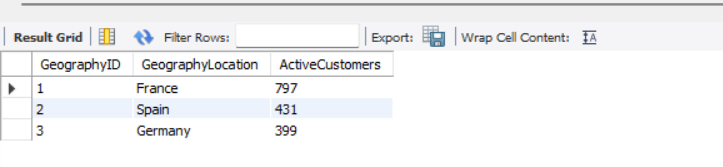 Result Grid Filter Rows: Export: Wrap Cell Content:
GeographyID GeographyLocation ActiveCustomers
1 France 797
2 Spain 431
3 Germany 399